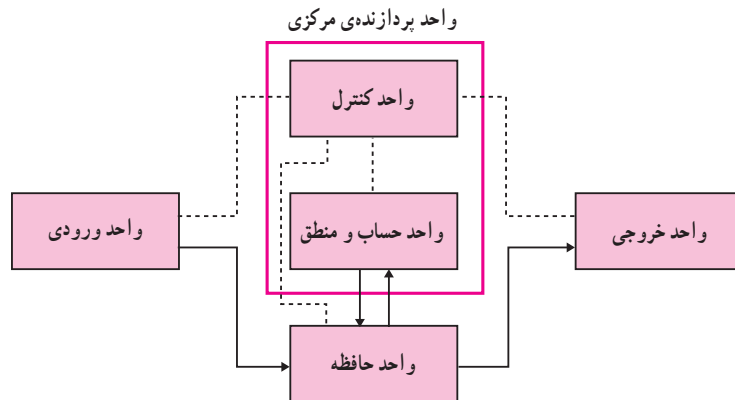 واحد پردازنده‌ی مرکزی
واحد کنترل
واحد ورودی
واحد حساب و منطق
واحد خروجی
واحد حافظه